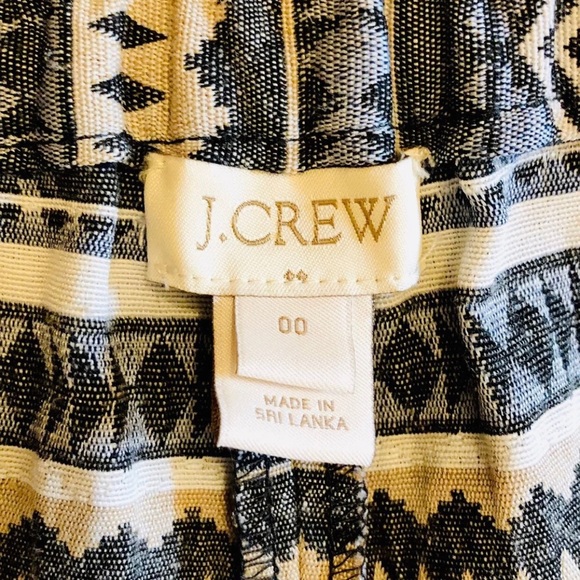 J.CREW
00
MADE IN
SRI LANKA